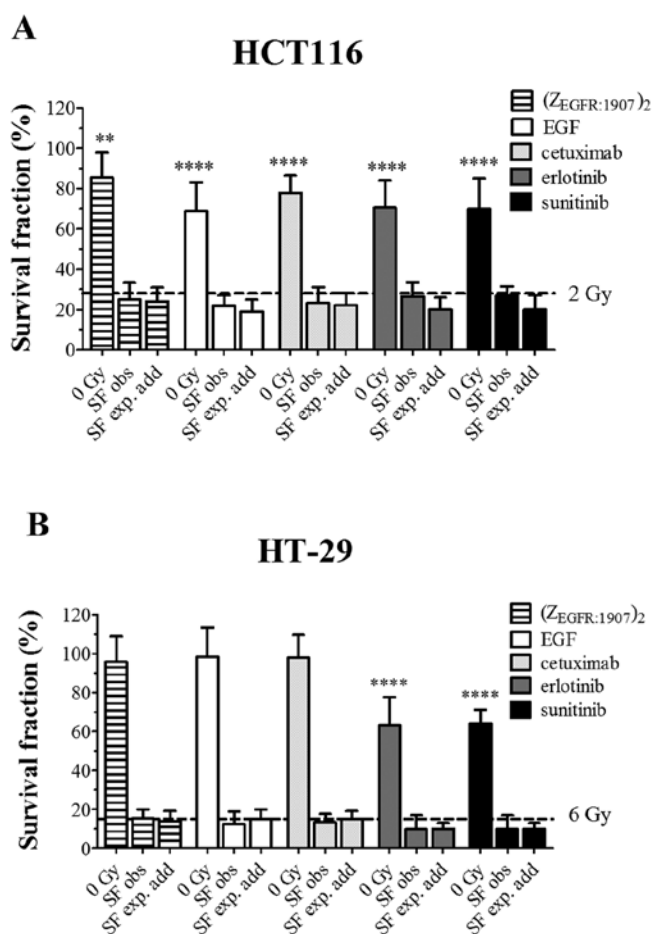 A
HCT116
Survival fraction (%)
120
100
80
60
40
20
0
**
****
****
****
****
(Z_EGFR:1907)_2
EGF
cetuximab
erlotinib
sunitinib
2 Gy
0 Gy
SF obs
SF exp. add
0 Gy
SF obs
SF exp. add
0 Gy
SF obs
SF exp. add
0 Gy
SF obs
SF exp. add
0 Gy
SF obs
SF exp. add
B
HT-29
Survival fraction (%)
120
100
80
60
40
20
0
****
****
(Z_EGFR:1907)_2
EGF
cetuximab
erlotinib
sunitinib
6 Gy
0 Gy
SF obs
SF exp. add
0 Gy
SF obs
SF exp. add
0 Gy
SF obs
SF exp. add
0 Gy
SF obs
SF exp. add
0 Gy
SF obs
SF exp. add